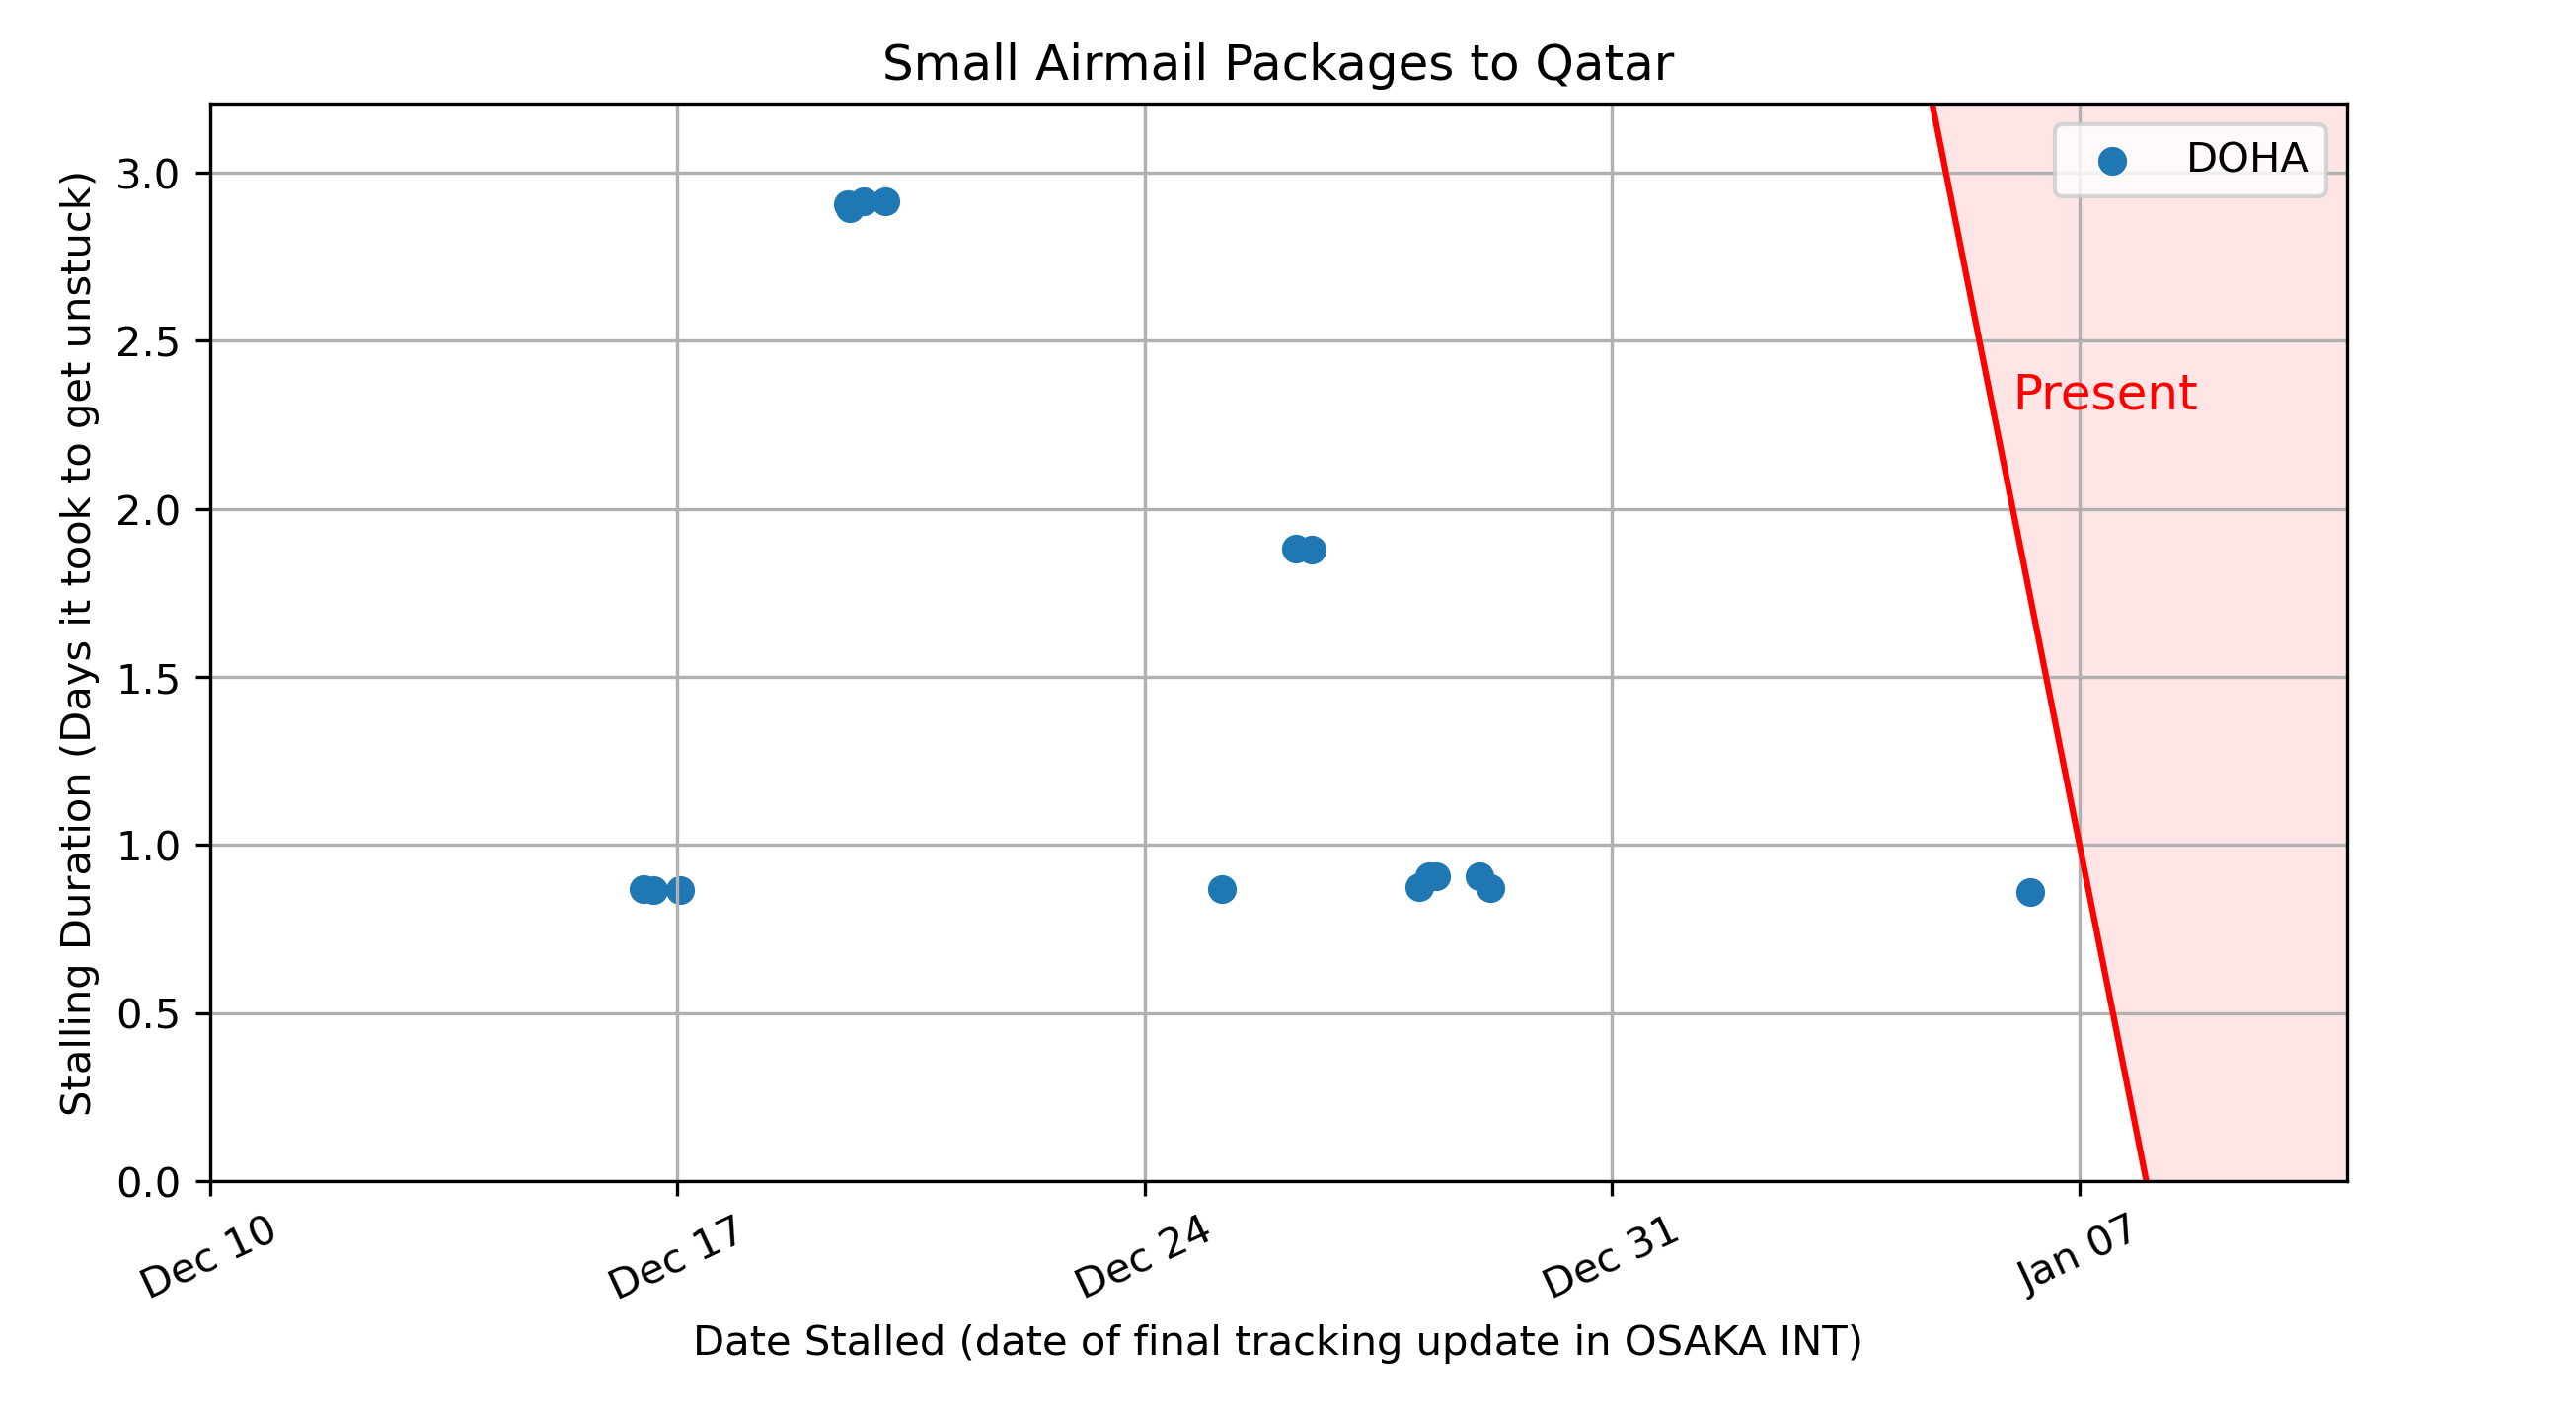 Small Airmail Packages to Qatar
Stalling Duration (Days it took to get unstuck)
3.0
2.5
2.0
1.5
1.0
0.5
0.0
DOHA
Present
Dec 10
Dec 17
Dec 24
Dec 31
Jan 07
Date Stalled (date of final tracking update in OSAKA INT)